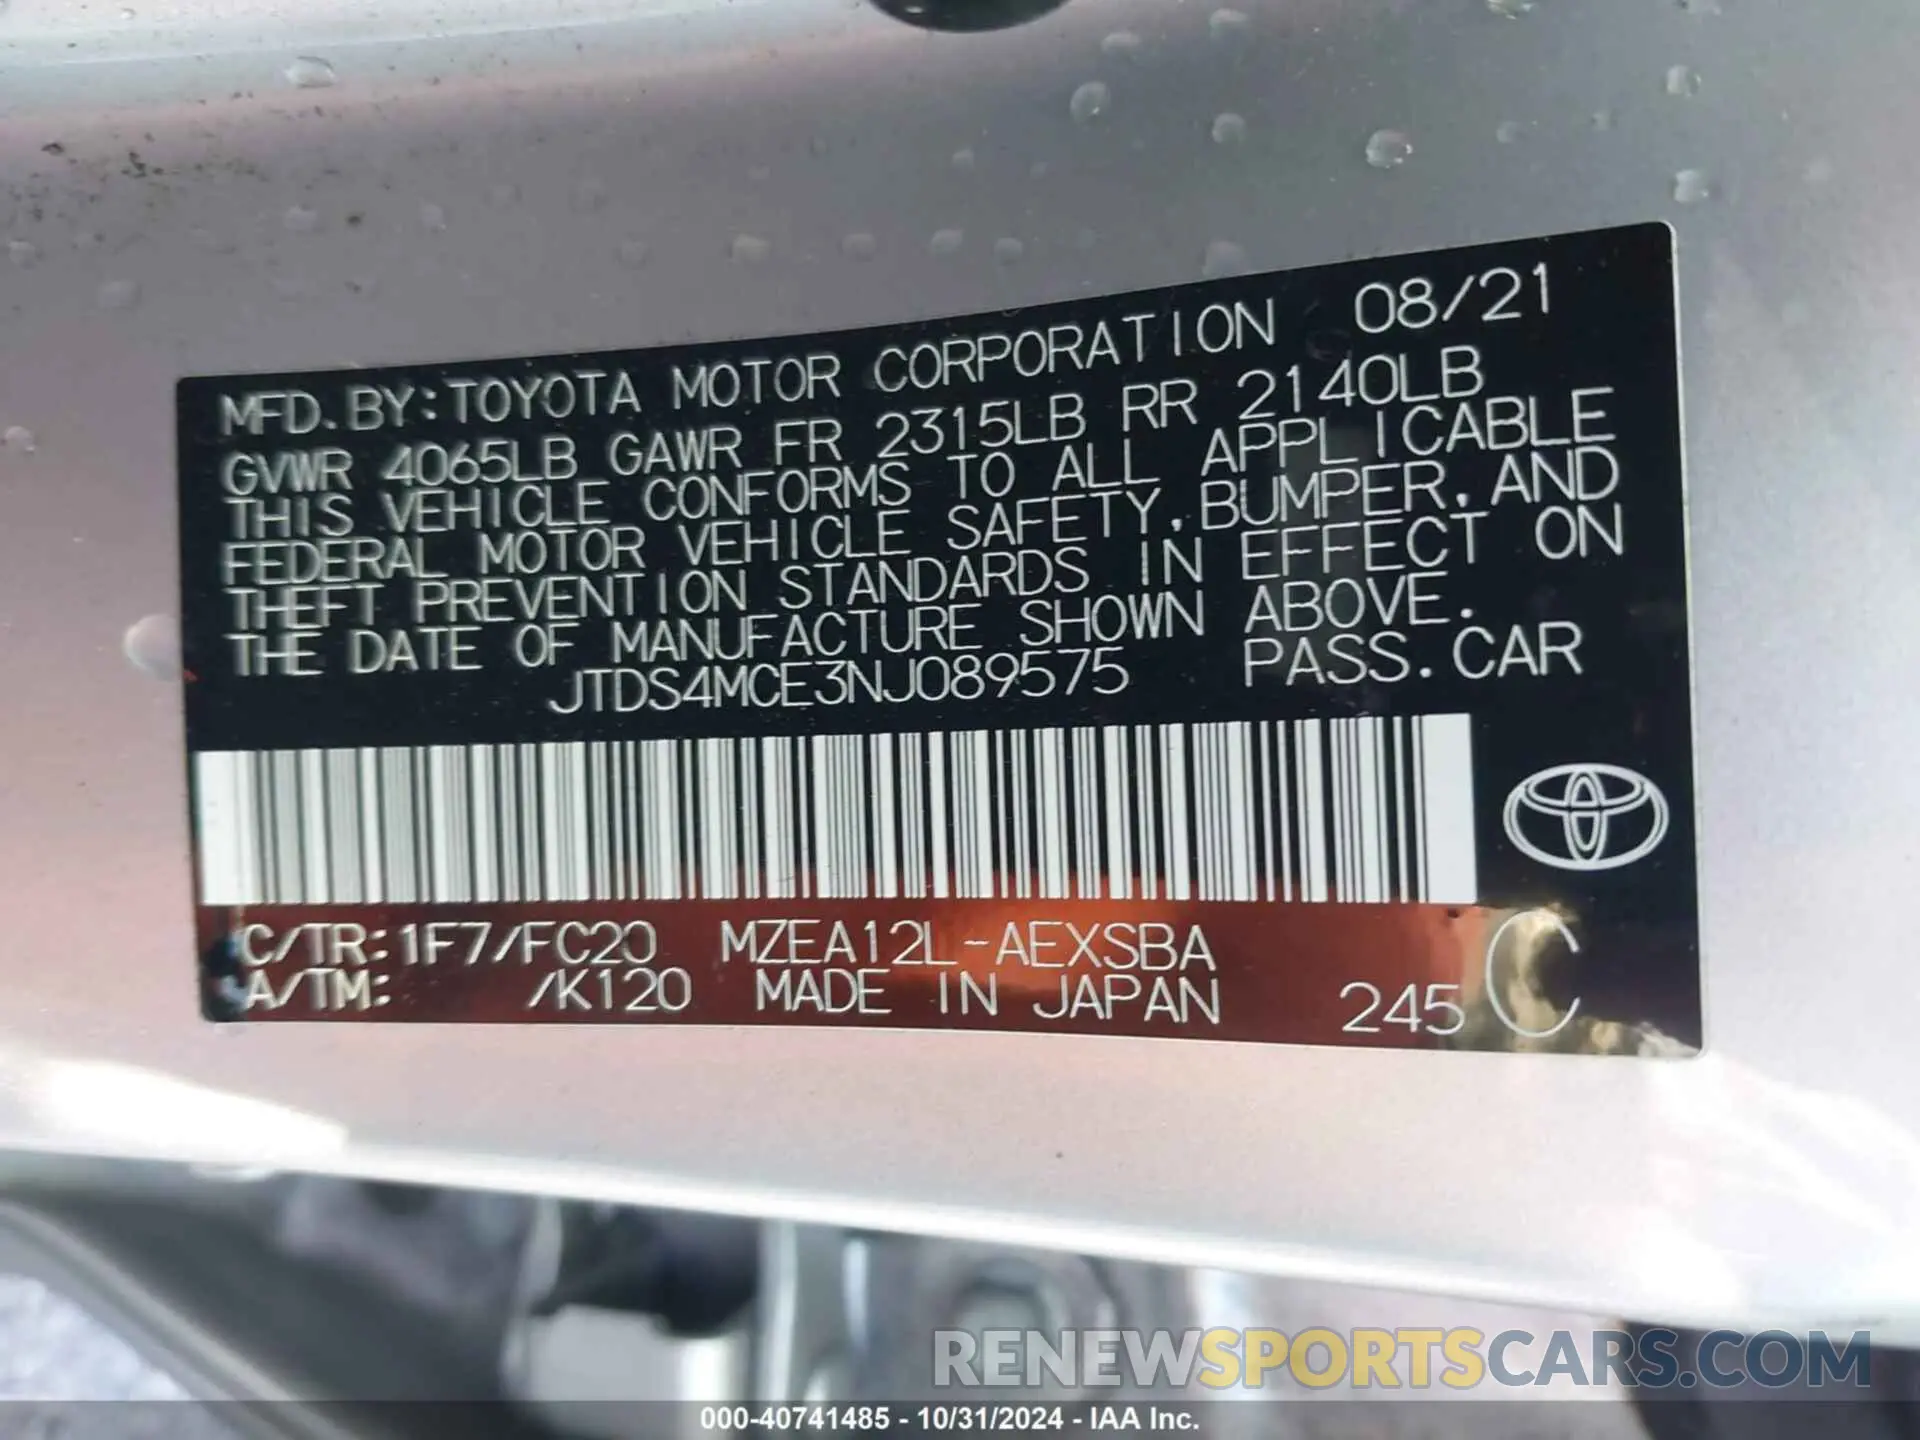 MFD. BY: TOYOTA MOTOR CORPORATION 08/21
GVWR 4065LB GAWR FR 2315LB RR 2140LB
THIS VEHICLE CONFORMS TO ALL APPLICABLE
FEDERAL MOTOR VEHICLE SAFETY, BUMPER, AND
THEFT PREVENTION STANDARDS IN EFFECT ON
THE DATE OF MANUFACTURE SHOWN ABOVE.
JTDS4MCE3NJ089575 PASS. CAR
C/TR: 1F7/FC20 MZEA12L-AEXSBA
A/TM: /K120 MADE IN JAPAN 245 C
RENEWSPORTSCARS.COM
000-40741485 - 10/31/2024 - IAA Inc.